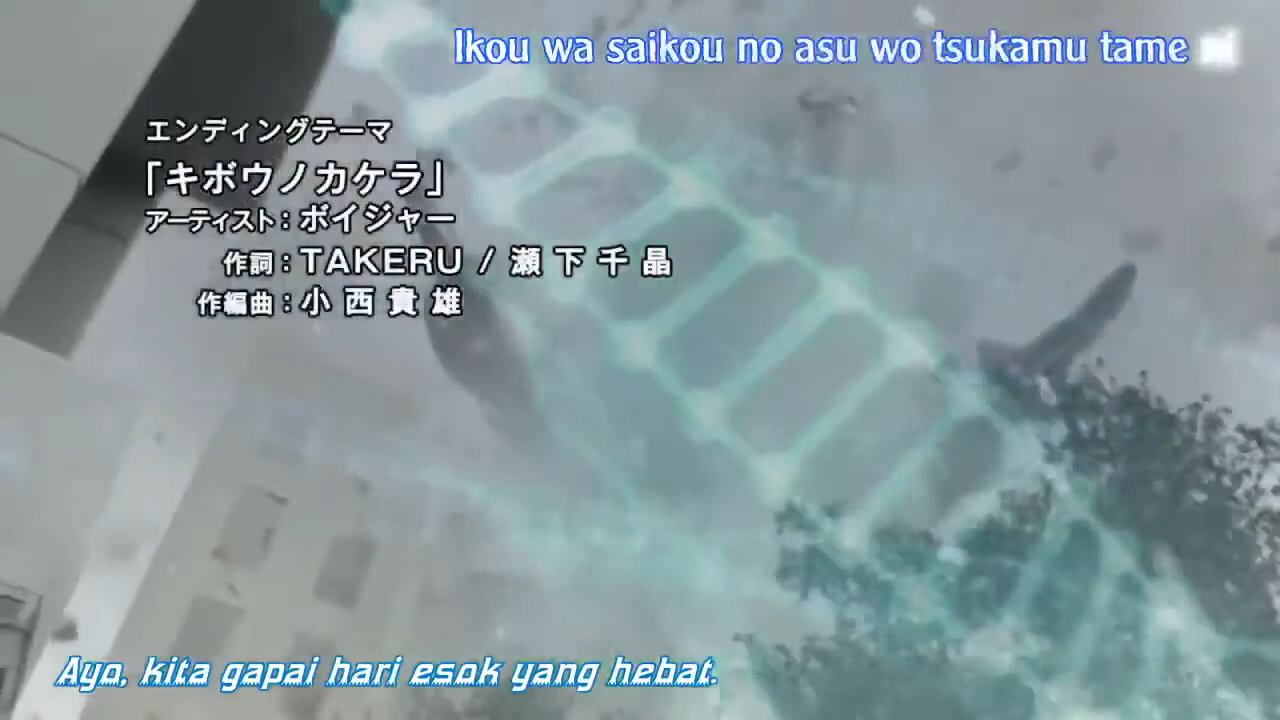 Ikou wa saikou no asu wo tsukamu tame
エンディングテーマ
「キボウノカケラ」
アーティスト：ボイジャー
作詞：TAKERU / 瀬下千晶
作編曲：小西貴雄
Ayo, kita gapai hari esok yang hebat.